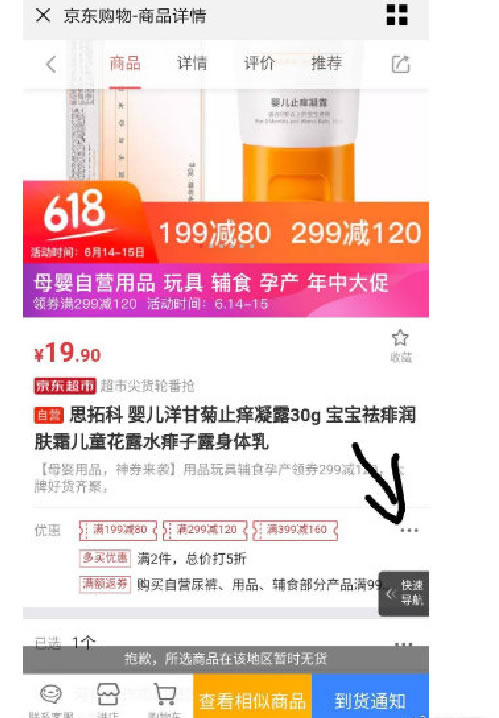 京东购物-商品详情
商品 详情 评价 推荐
婴儿止痒凝露
618
活动时间：6月14-15日
199减80 299减120
母婴自营用品 玩具 辅食 孕产 年中大促
领券满299减120 活动时间：6.14-15
¥19.90
收藏
京东超市 超市尖货轮番抢
自营 思拓科 婴儿洋甘菊止痒凝露30g 宝宝祛痱润
肤霜儿童花露水痱子露身体乳
【母婴用品，神券来袭】用品玩具辅食孕产领券299减12
牌好货齐聚。
优惠 满199减80 满299减120 满399减160
多买优惠 满2件，总价打5折
满额返券 购买自营尿裤、用品、辅食部分产品满99
快速
导航
已选 1个
抱歉，所选商品在该地区暂时无货
联系客服 进店 购物车 查看相似商品 到货通知